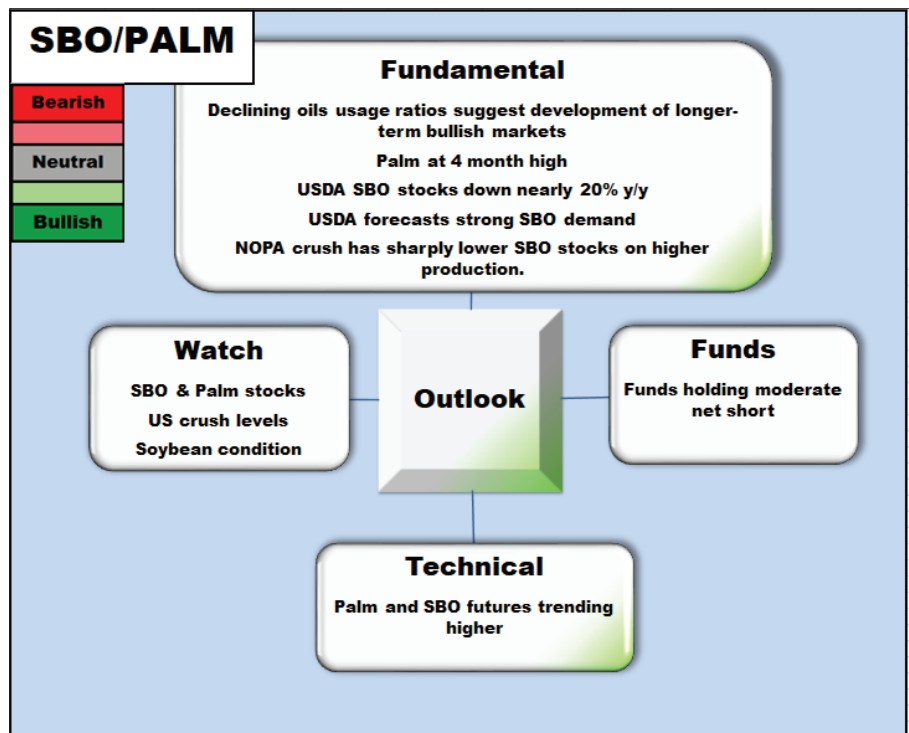 SBO/PALM
Bearish
Neutral
Bullish
Fundamental
Declining oils usage ratios suggest development of longer-
term bullish markets
Palm at 4 month high
USDA SBO stocks down nearly 20% y/y
USDA forecasts strong SBO demand
NOPA crush has sharply lower SBO stocks on higher
production.
Watch
SBO & Palm stocks
US crush levels
Soybean condition
Outlook
Funds
Funds holding moderate
net short
Technical
Palm and SBO futures trending
higher